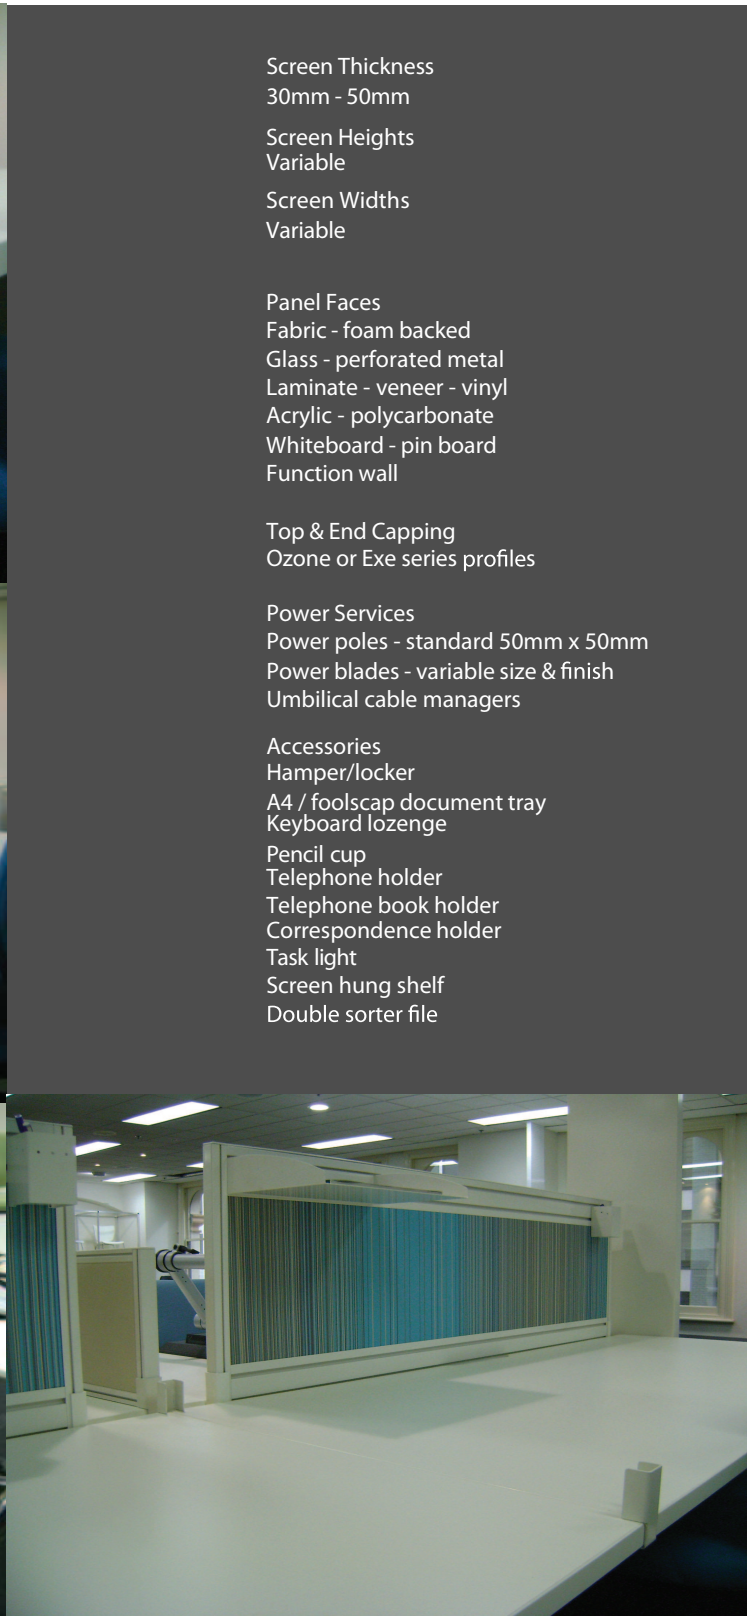 Screen Thickness
30mm - 50mm
Screen Heights
Variable
Screen Widths
Variable
Panel Faces
Fabric - foam backed
Glass - perforated metal
Laminate - veneer - vinyl
Acrylic - polycarbonate
Whiteboard - pin board
Function wall
Top & End Capping
Ozone or Exe series profiles
Power Services
Power poles - standard 50mm x 50mm
Power blades - variable size & finish
Umbilical cable managers
Accessories
Hamper/locker
A4 / foolscap document tray
Keyboard lozenge
Pencil cup
Telephone holder
Telephone book holder
Correspondence holder
Task light
Screen hung shelf
Double sorter file